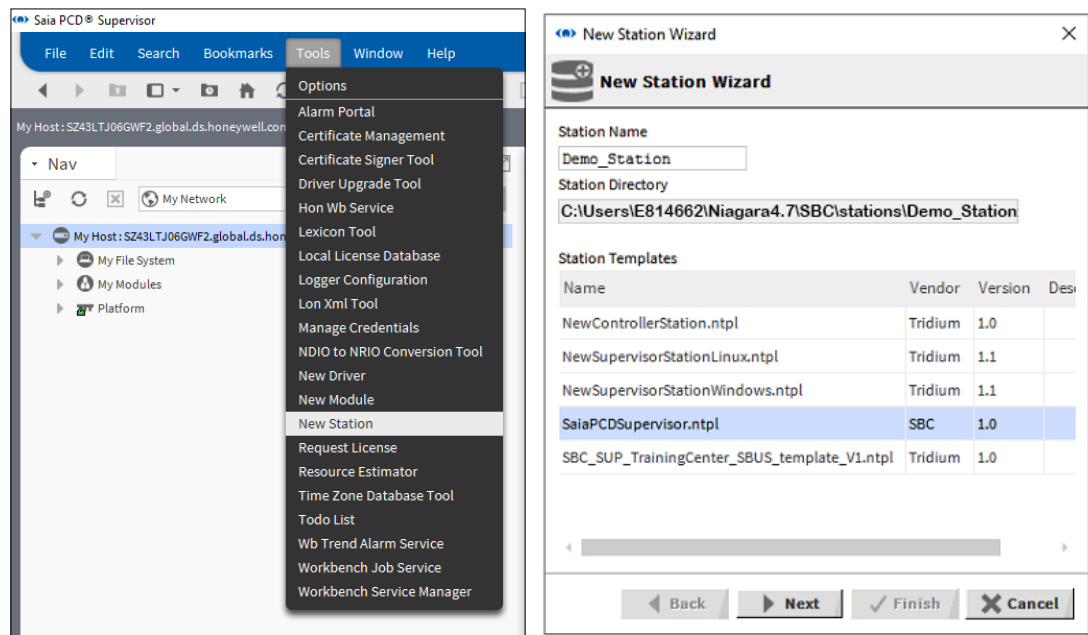 Saia PCD® Supervisor
File Edit Search Bookmarks Tools Window Help
My Host : SZ43LTJ06GWF2.global.ds.honeywell.con
Nav
My Network
My Host : SZ43LTJ06GWF2.global.ds.hon
My File System
My Modules
Platform
Options
Alarm Portal
Certificate Management
Certificate Signer Tool
Driver Upgrade Tool
Hon Wb Service
Lexicon Tool
Local License Database
Logger Configuration
Lon Xml Tool
Manage Credentials
NDIO to NRIO Conversion Tool
New Driver
New Module
New Station
Request License
Resource Estimator
Time Zone Database Tool
Todo List
Wb Trend Alarm Service
Workbench Job Service
Workbench Service Manager
New Station Wizard
New Station Wizard
Station Name
Demo_Station
Station Directory
C:\Users\E814662\Niagara4.7\SBC\stations\Demo_Station
Station Templates
Name Vendor Version Desc
NewControllerStation.ntpl Tridium 1.0
NewSupervisorStationLinux.ntpl Tridium 1.1
NewSupervisorStationWindows.ntpl Tridium 1.1
SaiaPCDSupervisor.ntpl SBC 1.0
SBC_SUP_TrainingCenter_SBUS_template_V1.ntpl Tridium 1.0
Back Next Finish Cancel